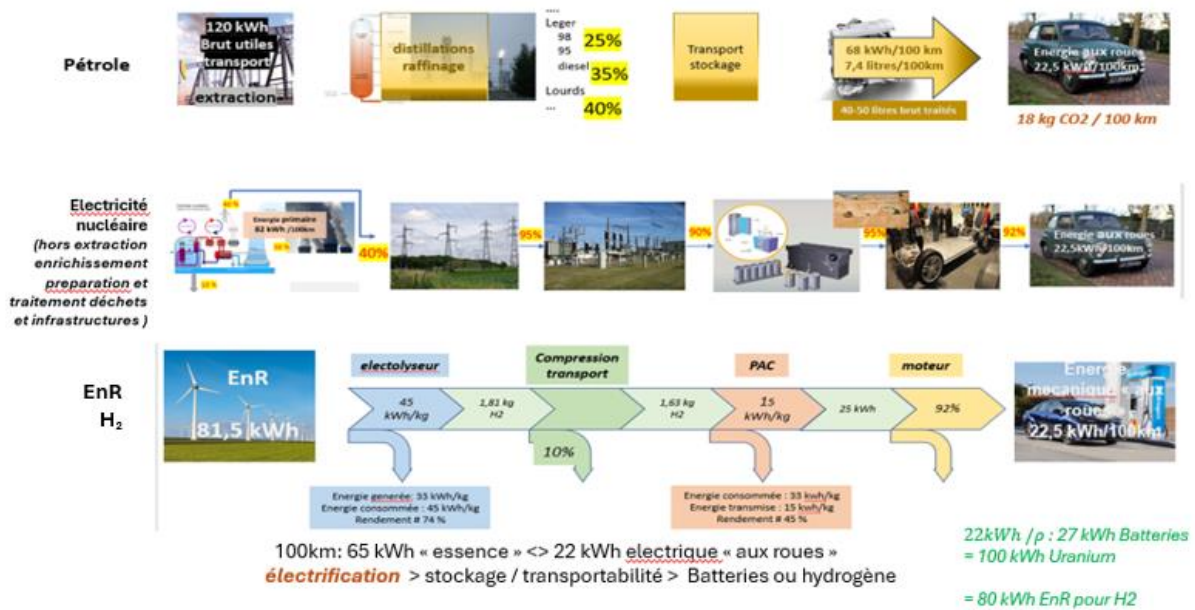 Pétrole
120 kWh
Brut utiles
transport
extraction
distillations
raffinage
....
Leger
98
95
25%
diesel
35%
Lourds
40%
...
Transport
stockage
68 kWh/100 km
7,4 litres/100km
40-50 litres brut traités
Energie aux roues
22,5 kWh/100km
18 kg CO2 / 100 km
Electricité
nucléaire
(hors extraction
enrichissement
preparation et
traitement déchets
et infrastructures )
Energie primaire
82 kWh /100km
40%
95%
90%
95%
92%
Energie aux roues
22,5kWh/100km
EnR
H₂
EnR
81,5 kWh
electolyseur
45
kWh/kg
1,81 kg
H2
Compression
transport
10%
1,63 kg
H2
PAC
15
kWh/kg
25 kWh
moteur
92%
Energie
mecanique « aux
roues »
22,5 kWh/100km
Energie generée: 33 kWh/kg
Energie consommée : 45 kWh/kg
Rendement # 74 %
Energie consommée : 33 kwh/kg
Energie transmise : 15 kwh/kg
Rendement # 45 %
100km: 65 kWh « essence » <> 22 kWh electrique « aux roues »
électrification > stockage / transportabilité > Batteries ou hydrogène
22kWh /ρ : 27 kWh Batteries
= 100 kWh Uranium
= 80 kWh EnR pour H2